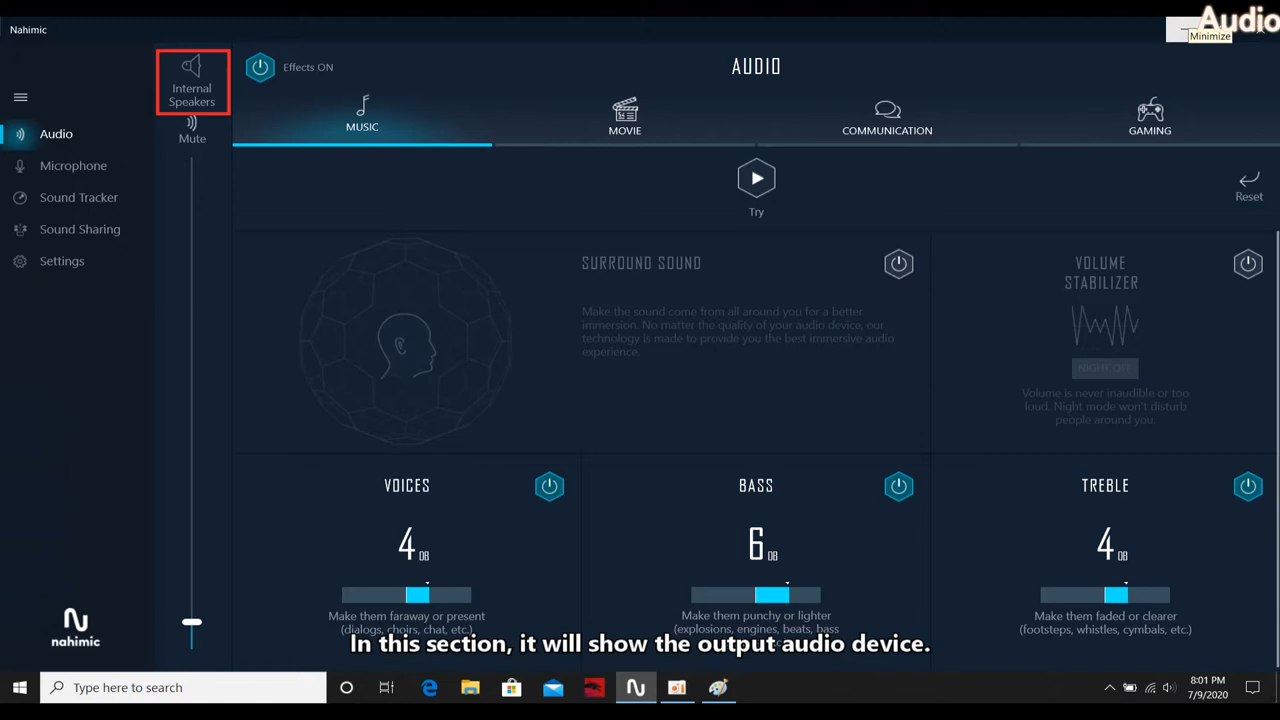 Nahimic
Audio
Minimize
Internal
Speakers
Mute
Effects ON
AUDIO
Audio
Microphone
Sound Tracker
Sound Sharing
Settings
MUSIC
MOVIE
COMMUNICATION
GAMING
Try
Reset
SURROUND SOUND
Make the sound come from all around you for a better
immersion. No matter the quality of your audio device, our
technology is made to provide you the best immersive audio
experience.
VOLUME
STABILIZER
NIGHT OFF
Volume is never inaudible or too
loud. Night mode won't disturb
people around you.
VOICES
4 DB
Make them faraway or present
(dialogs, choirs, chat, etc.)
BASS
6 DB
Make them punchy or lighter
(explosions, engines, beats, bass
TREBLE
4 DB
Make them faded or clearer
(footsteps, whistles, cymbals, etc.)
nahimic
In this section, it will show the output audio device.
Type here to search
8:01 PM
7/9/2020